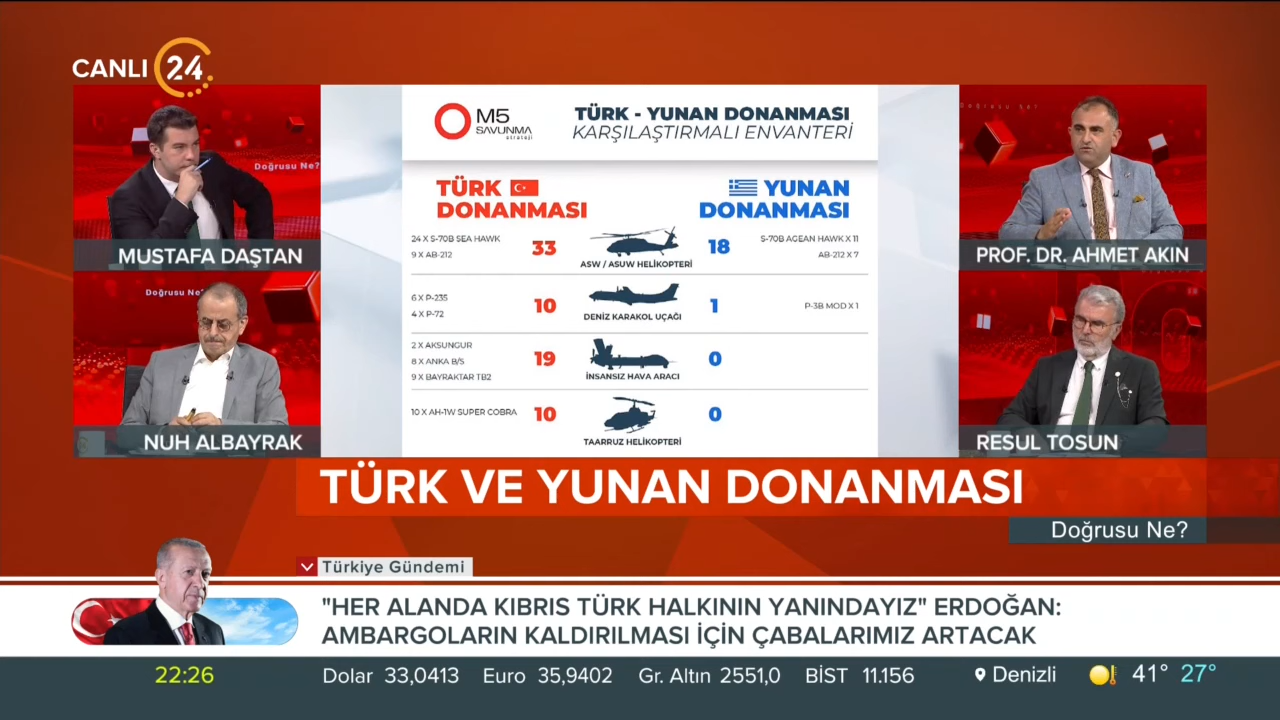 CANLI 24
M5
SAVUNMA
strateji
TÜRK - YUNAN DONANMASI
KARŞILAŞTIRMALI ENVANTERİ
TÜRK
DONANMASI
YUNAN
DONANMASI
24 X S-70B SEA HAWK
9 X AB-212
33
ASW / ASUW HELİKOPTERİ
18
S-70B AGEAN HAWK X 11
AB-212 X 7
6 X P-235
4 X P-72
10
DENİZ KARAKOL UÇAĞI
1
P-3B MOD X 1
2 X AKSUNGUR
8 X ANKA B/S
9 X BAYRAKTAR TB2
19
İNSANSIZ HAVA ARACI
0
10 X AH-1W SUPER COBRA
10
TAARRUZ HELİKOPTERİ
0
Doğrusu Ne?
MUSTAFA DAŞTAN
Doğrusu Ne?
NUH ALBAYRAK
PROF. DR. AHMET AKIN
RESUL TOSUN
TÜRK VE YUNAN DONANMASI
Doğrusu Ne?
Türkiye Gündemi
"HER ALANDA KIBRIS TÜRK HALKININ YANINDAYIZ" ERDOĞAN:
AMBARGOLARIN KALDIRILMASI İÇİN ÇABALARIMIZ ARTACAK
22:26 Dolar 33,0413 Euro 35,9402 Gr. Altın 2551,0 BİST 11.156 Denizli 41° 27°